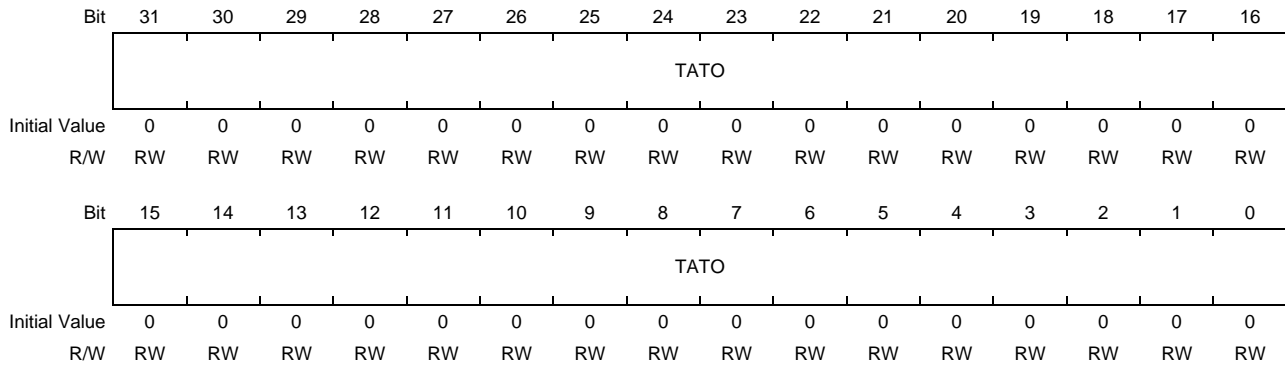 Bit 31 30 29 28 27 26 25 24 23 22 21 20 19 18 17 16
TATO
Initial Value 0 0 0 0 0 0 0 0 0 0 0 0 0 0 0 0
R/W RW RW RW RW RW RW RW RW RW RW RW RW RW RW RW RW
Bit 15 14 13 12 11 10 9 8 7 6 5 4 3 2 1 0
TATO
Initial Value 0 0 0 0 0 0 0 0 0 0 0 0 0 0 0 0
R/W RW RW RW RW RW RW RW RW RW RW RW RW RW RW RW RW